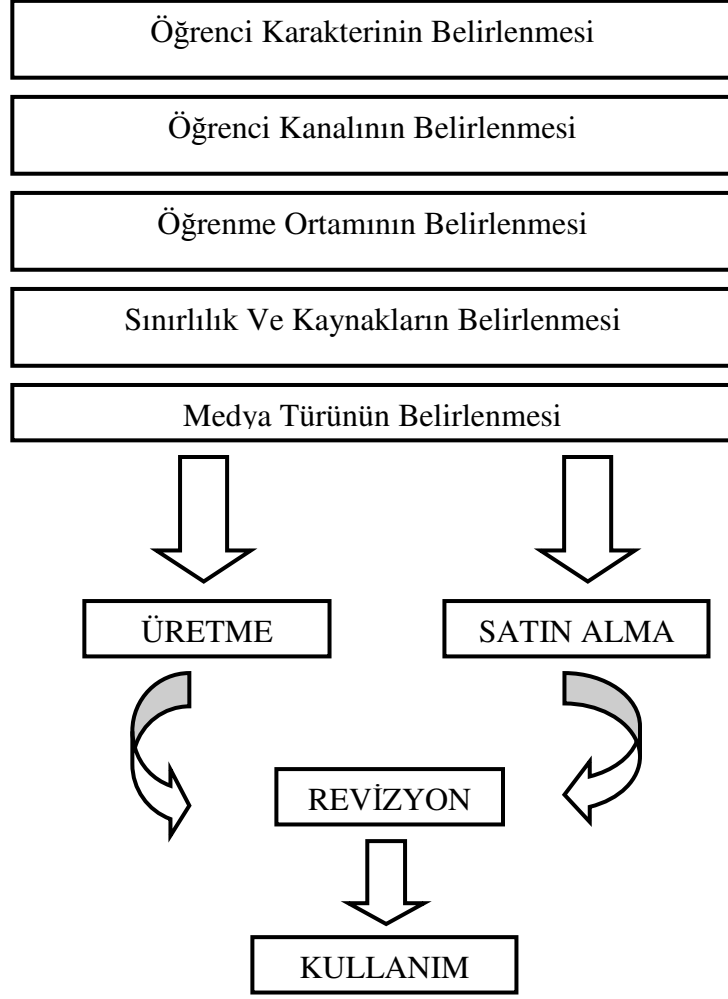 Öğrenci Karakterinin Belirlenmesi
Öğrenci Kanalının Belirlenmesi
Öğrenme Ortamının Belirlenmesi
Sınırlılık Ve Kaynakların Belirlenmesi
Medya Türünün Belirlenmesi
ÜRETME
SATIN ALMA
REVİZYON
KULLANIM